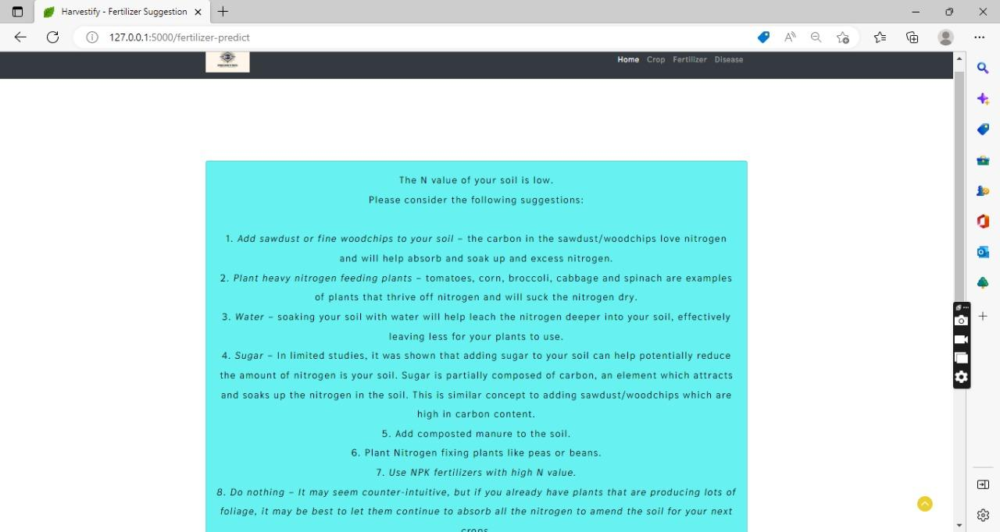 Harvestify - Fertilizer Suggestion
127.0.0.1:5000/fertilizer-predict
Home Crop Fertilizer Disease
The N value of your soil is low.
Please consider the following suggestions:
1. Add sawdust or fine woodchips to your soil – the carbon in the sawdust/woodchips love nitrogen
and will help absorb and soak up and excess nitrogen.
2. Plant heavy nitrogen feeding plants – tomatoes, corn, broccoli, cabbage and spinach are examples
of plants that thrive off nitrogen and will suck the nitrogen dry.
3. Water – soaking your soil with water will help leach the nitrogen deeper into your soil, effectively
leaving less for your plants to use.
4. Sugar – In limited studies, it was shown that adding sugar to your soil can help potentially reduce
the amount of nitrogen is your soil. Sugar is partially composed of carbon, an element which attracts
and soaks up the nitrogen in the soil. This is similar concept to adding sawdust/woodchips which are
high in carbon content.
5. Add composted manure to the soil.
6. Plant Nitrogen fixing plants like peas or beans.
7. Use NPK fertilizers with high N value.
8. Do nothing – It may seem counter-intuitive, but if you already have plants that are producing lots of
foliage, it may be best to let them continue to absorb all the nitrogen to amend the soil for your next
crops.